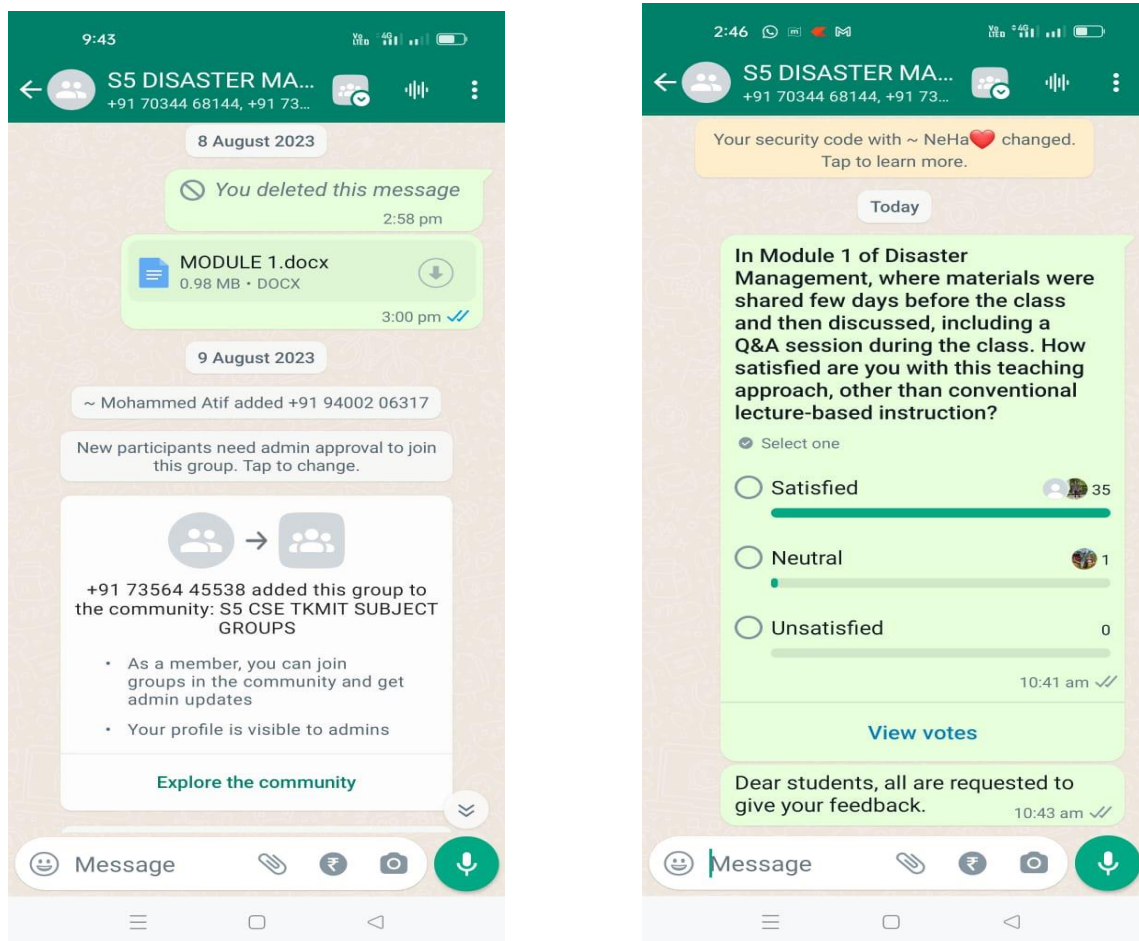 9:43
Vo LTED 4G
S5 DISASTER MA...
+91 70344 68144, +91 73...
8 August 2023
You deleted this message
2:58 pm
MODULE 1.docx
0.98 MB • DOCX
3:00 pm
9 August 2023
~ Mohammed Atif added +91 94002 06317
New participants need admin approval to join
this group. Tap to change.
+91 73564 45538 added this group to
the community: S5 CSE TKMIT SUBJECT
GROUPS
• As a member, you can join
groups in the community and get
admin updates
• Your profile is visible to admins
Explore the community
Message
₹
2:46
Vo LTED 4G
S5 DISASTER MA...
+91 70344 68144, +91 73...
Your security code with ~ NeHa❤️ changed.
Tap to learn more.
Today
In Module 1 of Disaster
Management, where materials were
shared few days before the class
and then discussed, including a
Q&A session during the class. How
satisfied are you with this teaching
approach, other than conventional
lecture-based instruction?
Select one
Satisfied 35
Neutral 1
Unsatisfied 0
10:41 am
View votes
Dear students, all are requested to
give your feedback.
10:43 am
Message
₹